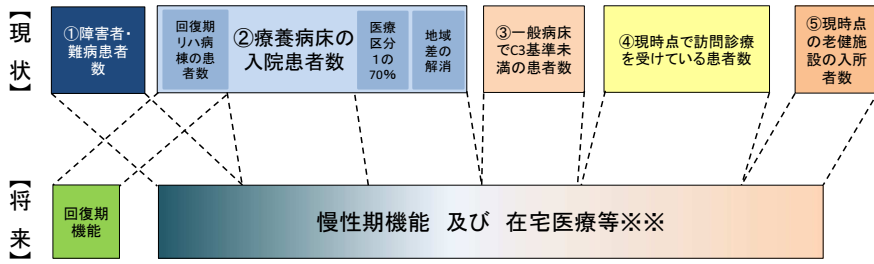 【現状】
①障害者・
難病患者
数
回復期
リハ病
棟の患
者数
②療養病床の
入院患者数
医療
区分
1の
70%
地域
差の
解消
③一般病床
でC3基準未
満の患者数
④現時点で訪問診療
を受けている患者数
⑤現時点
の老健施
設の入所
者数
【将来】
回復期
機能
慢性期機能 及び 在宅医療等※※